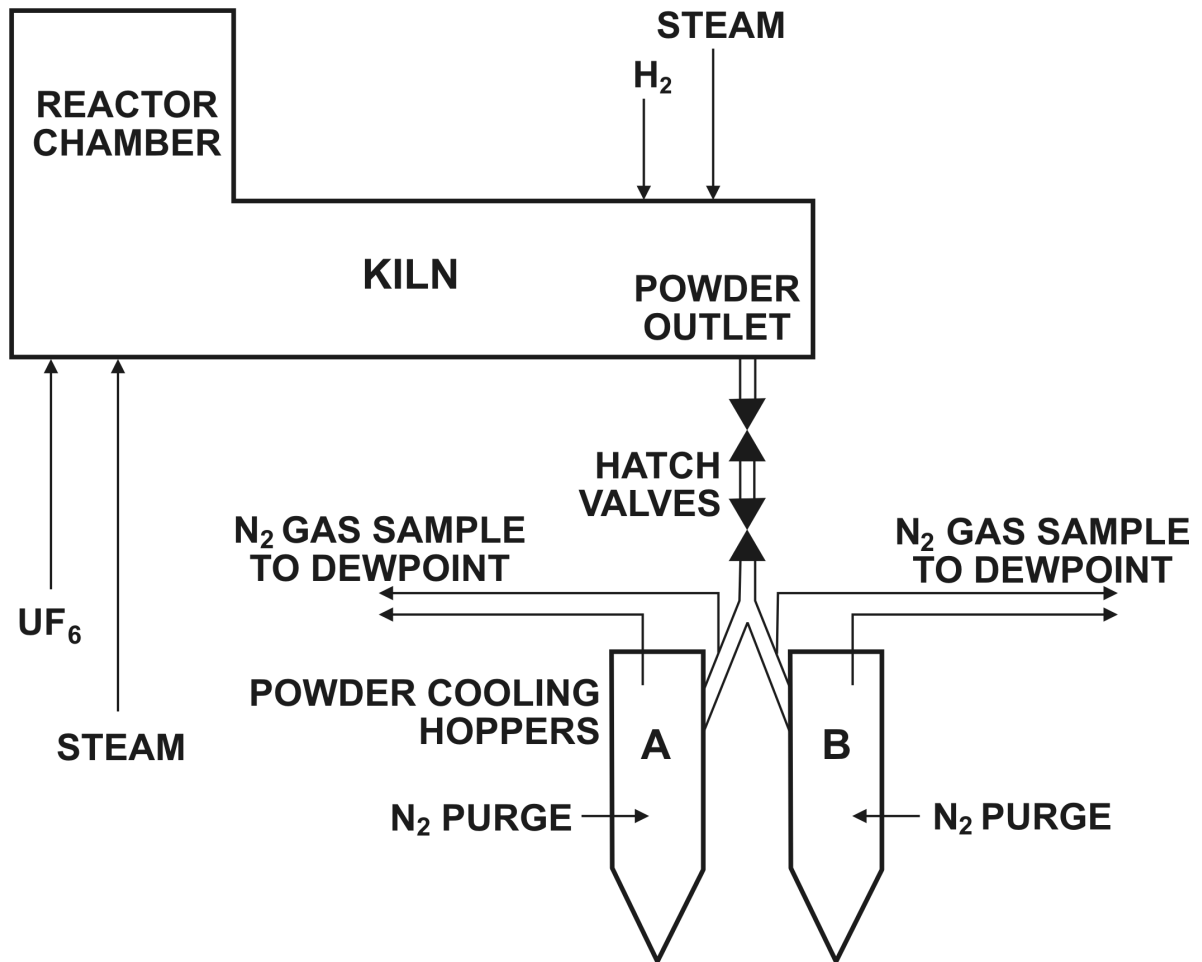 STEAM
H₂
REACTOR
CHAMBER
KILN
POWDER
OUTLET
HATCH
VALVES
N₂ GAS SAMPLE
TO DEWPOINT
N₂ GAS SAMPLE
TO DEWPOINT
UF₆
STEAM
POWDER COOLING
HOPPERS
A
B
N₂ PURGE
N₂ PURGE